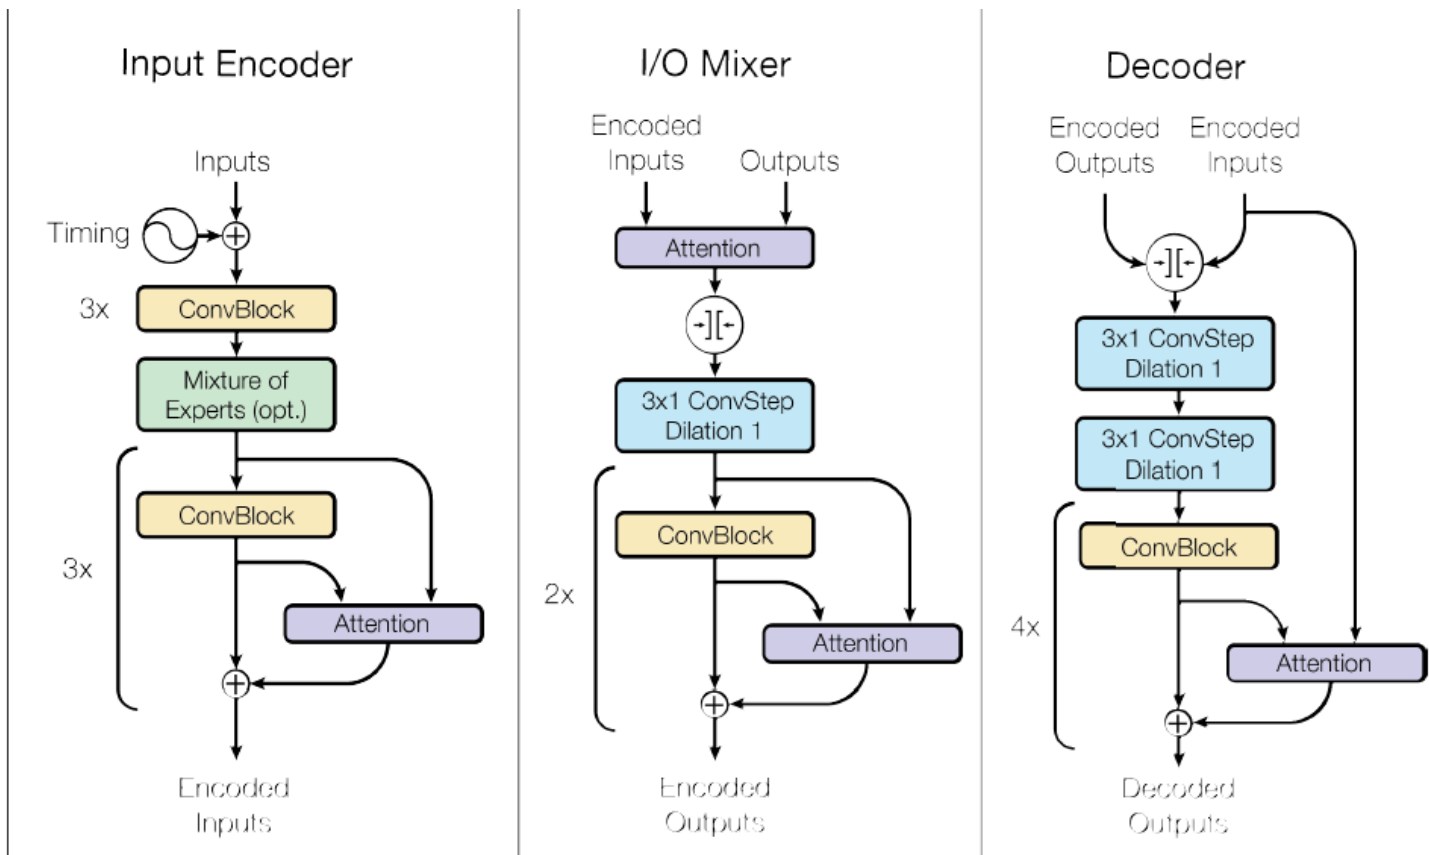 Input Encoder
Inputs
Timing
3x
ConvBlock
Mixture of
Experts (opt.)
3x
ConvBlock
Attention
Encoded
Inputs
I/O Mixer
Encoded
Inputs
Outputs
Attention
3x1 ConvStep
Dilation 1
2x
ConvBlock
Attention
Encoded
Outputs
Decoder
Encoded
Outputs
Encoded
Inputs
3x1 ConvStep
Dilation 1
3x1 ConvStep
Dilation 1
4x
ConvBlock
Attention
Decoded
Outputs